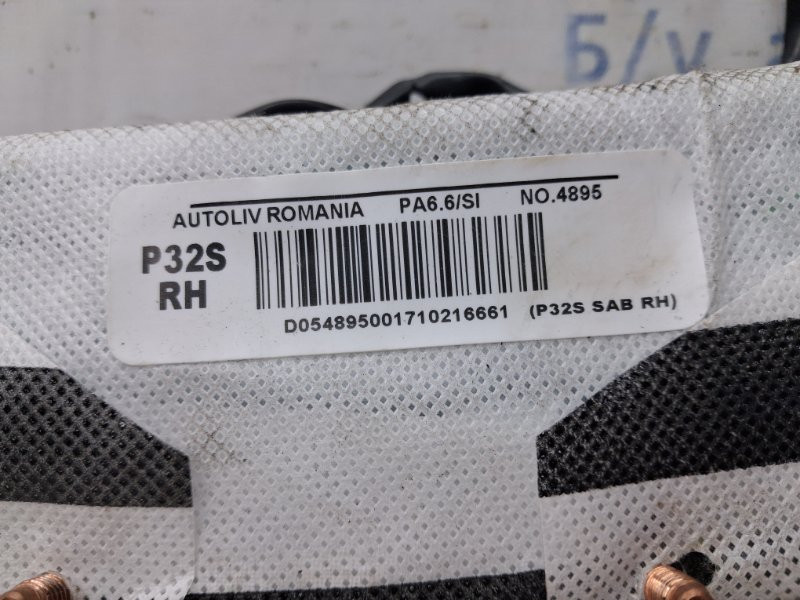 Б/у
AUTOLIV ROMANIA PA6.6/SI NO.4895
P32S
RH
D054895001710216661 (P32S SAB RH)